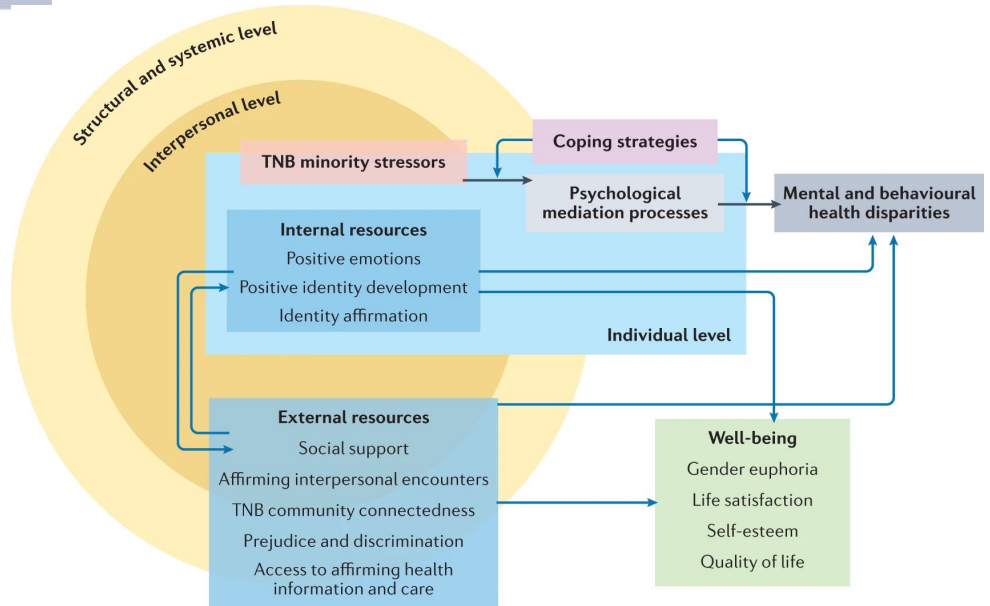 Structural and systemic level
Interpersonal level
TNB minority stressors
Coping strategies
Psychological
mediation processes
Mental and behavioural
health disparities
Internal resources
Positive emotions
Positive identity development
Identity affirmation
Individual level
External resources
Social support
Affirming interpersonal encounters
TNB community connectedness
Prejudice and discrimination
Access to affirming health
information and care
Well-being
Gender euphoria
Life satisfaction
Self-esteem
Quality of life